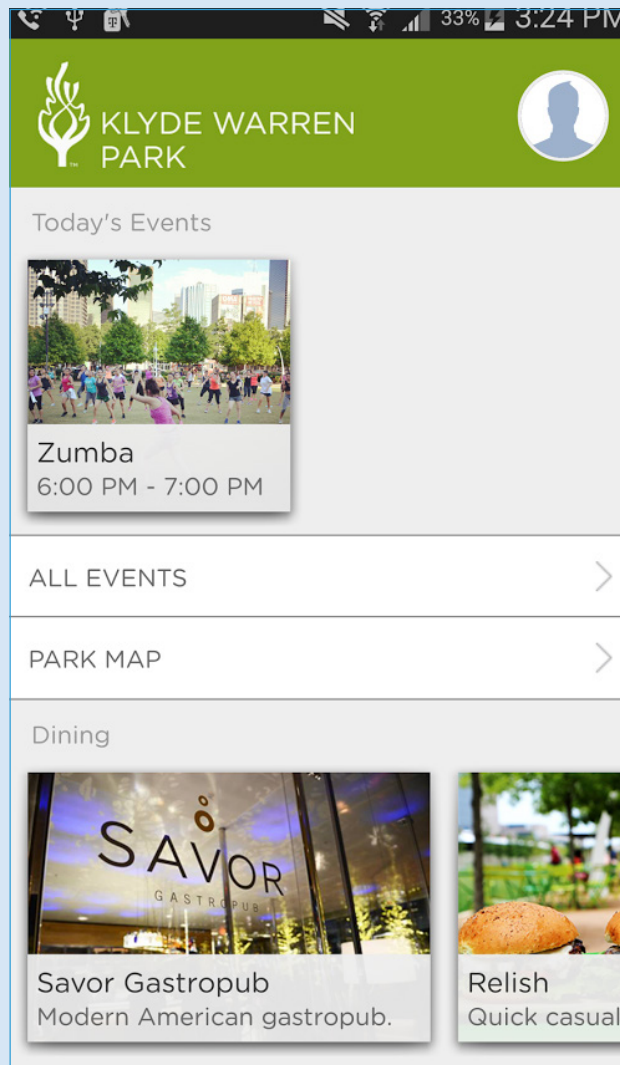 33% 3:24 PM
KLYDE WARREN
PARK
TM
Today's Events
Zumba
6:00 PM - 7:00 PM
ALL EVENTS
PARK MAP
Dining
SAVOR
GASTROPUB
Savor Gastropub
Modern American gastropub.
Relish
Quick casual